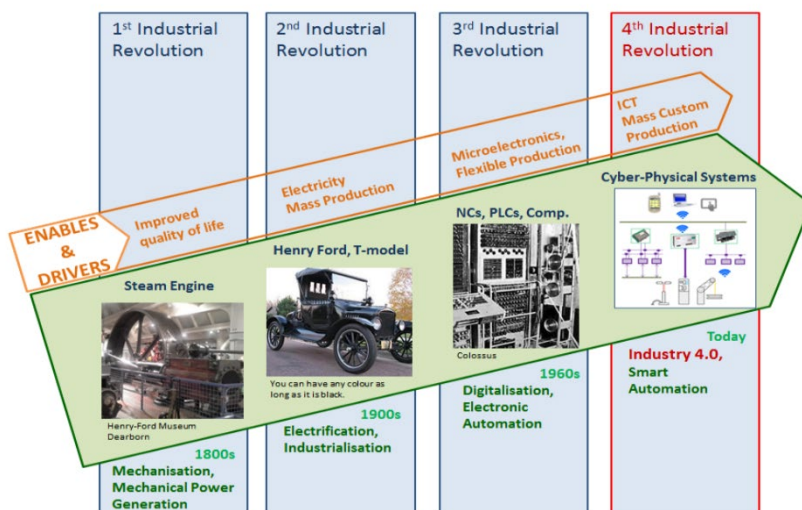 1st Industrial
Revolution
2nd Industrial
Revolution
3rd Industrial
Revolution
4th Industrial
Revolution
ENABLES
&
DRIVERS
Improved
quality of life
Electricity
Mass Production
Microelectronics,
Flexible Production
ICT
Mass Custom
Production
Steam Engine
Henry-Ford Museum
Dearborn
1800s
Mechanisation,
Mechanical Power
Generation
Henry Ford, T-model
You can have any colour as
long as it is black.
1900s
Electrification,
Industrialisation
NCs, PLCs, Comp.
Colossus
1960s
Digitalisation,
Electronic
Automation
Cyber-Physical Systems
Today
Industry 4.0,
Smart
Automation